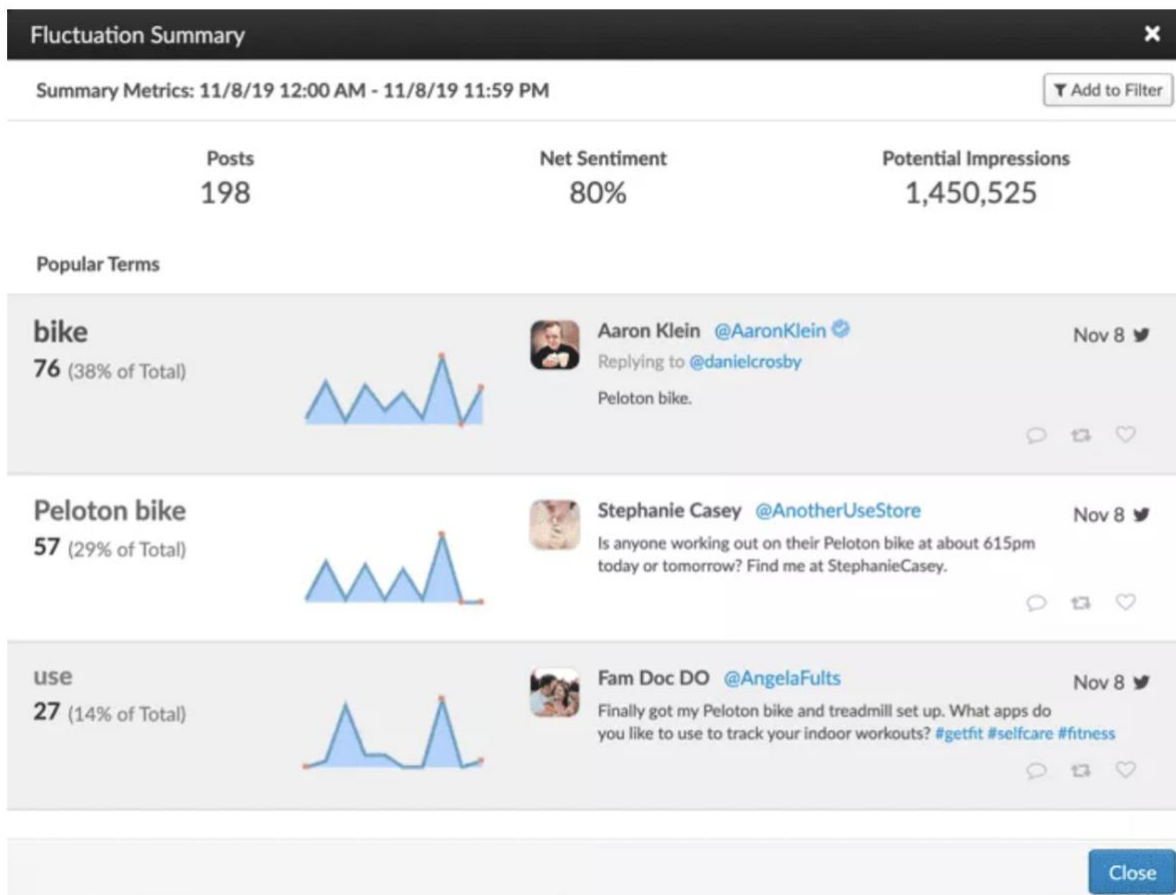 Fluctuation Summary
Summary Metrics: 11/8/19 12:00 AM - 11/8/19 11:59 PM
Add to Filter
Posts
198
Net Sentiment
80%
Potential Impressions
1,450,525
Popular Terms
bike
76 (38% of Total)
Aaron Klein @AaronKlein
Nov 8
Replying to @danielcrosby
Peloton bike.
Peloton bike
57 (29% of Total)
Stephanie Casey @AnotherUseStore
Nov 8
Is anyone working out on their Peloton bike at about 615pm
today or tomorrow? Find me at StephanieCasey.
use
27 (14% of Total)
Fam Doc DO @AngelaFults
Nov 8
Finally got my Peloton bike and treadmill set up. What apps do
you like to use to track your indoor workouts? #getfit #selfcare #fitness
Close